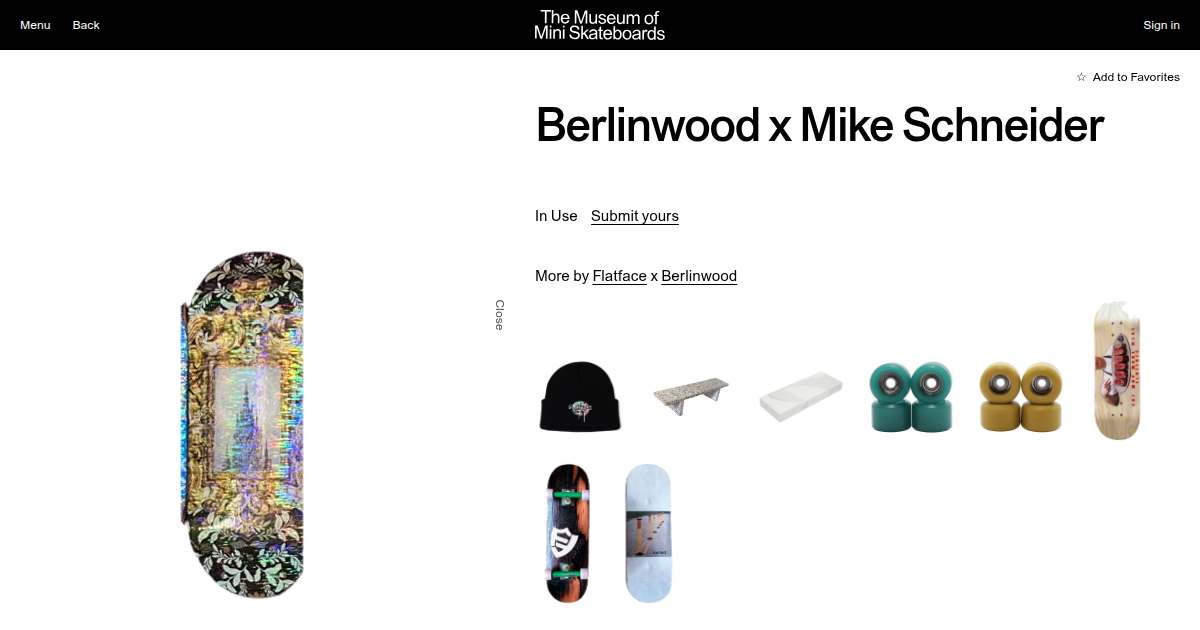 Menu Back
The Museum of
Mini Skateboards
Sign in
☆ Add to Favorites
Berlinwood x Mike Schneider
In Use Submit yours
More by Flatface x Berlinwood
Close